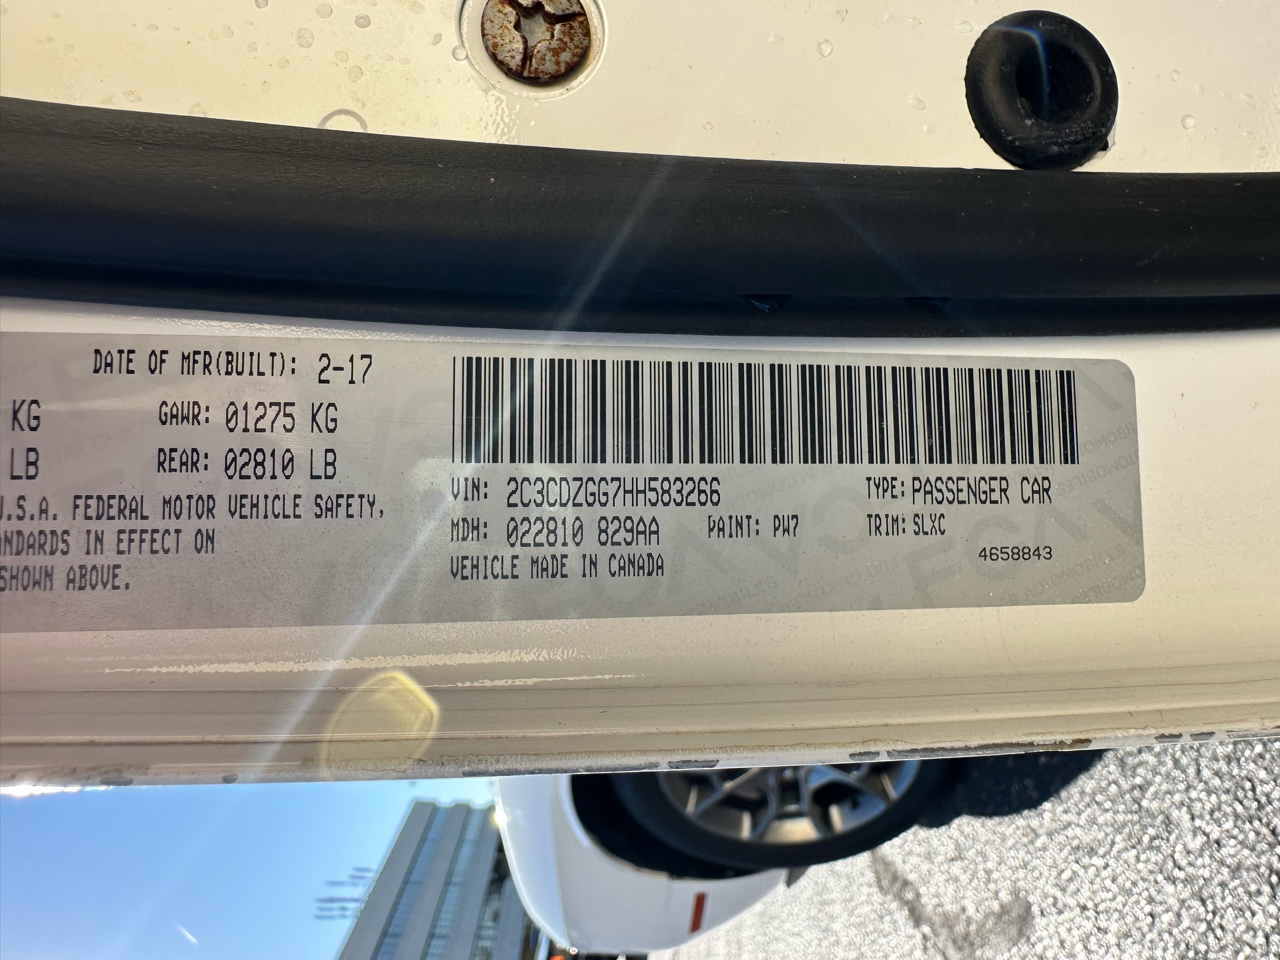 DATE OF MFR(BUILT): 2-17
KG GAWR: 01275 KG
LB REAR: 02810 LB
U.S.A. FEDERAL MOTOR VEHICLE SAFETY,
NDARDS IN EFFECT ON
SHOWN ABOVE.
VIN: 2C3CDZGG7HH583266 TYPE: PASSENGER CAR
MDH: 022810 829AA PAINT: PW7 TRIM: SLXC
VEHICLE MADE IN CANADA 4658843